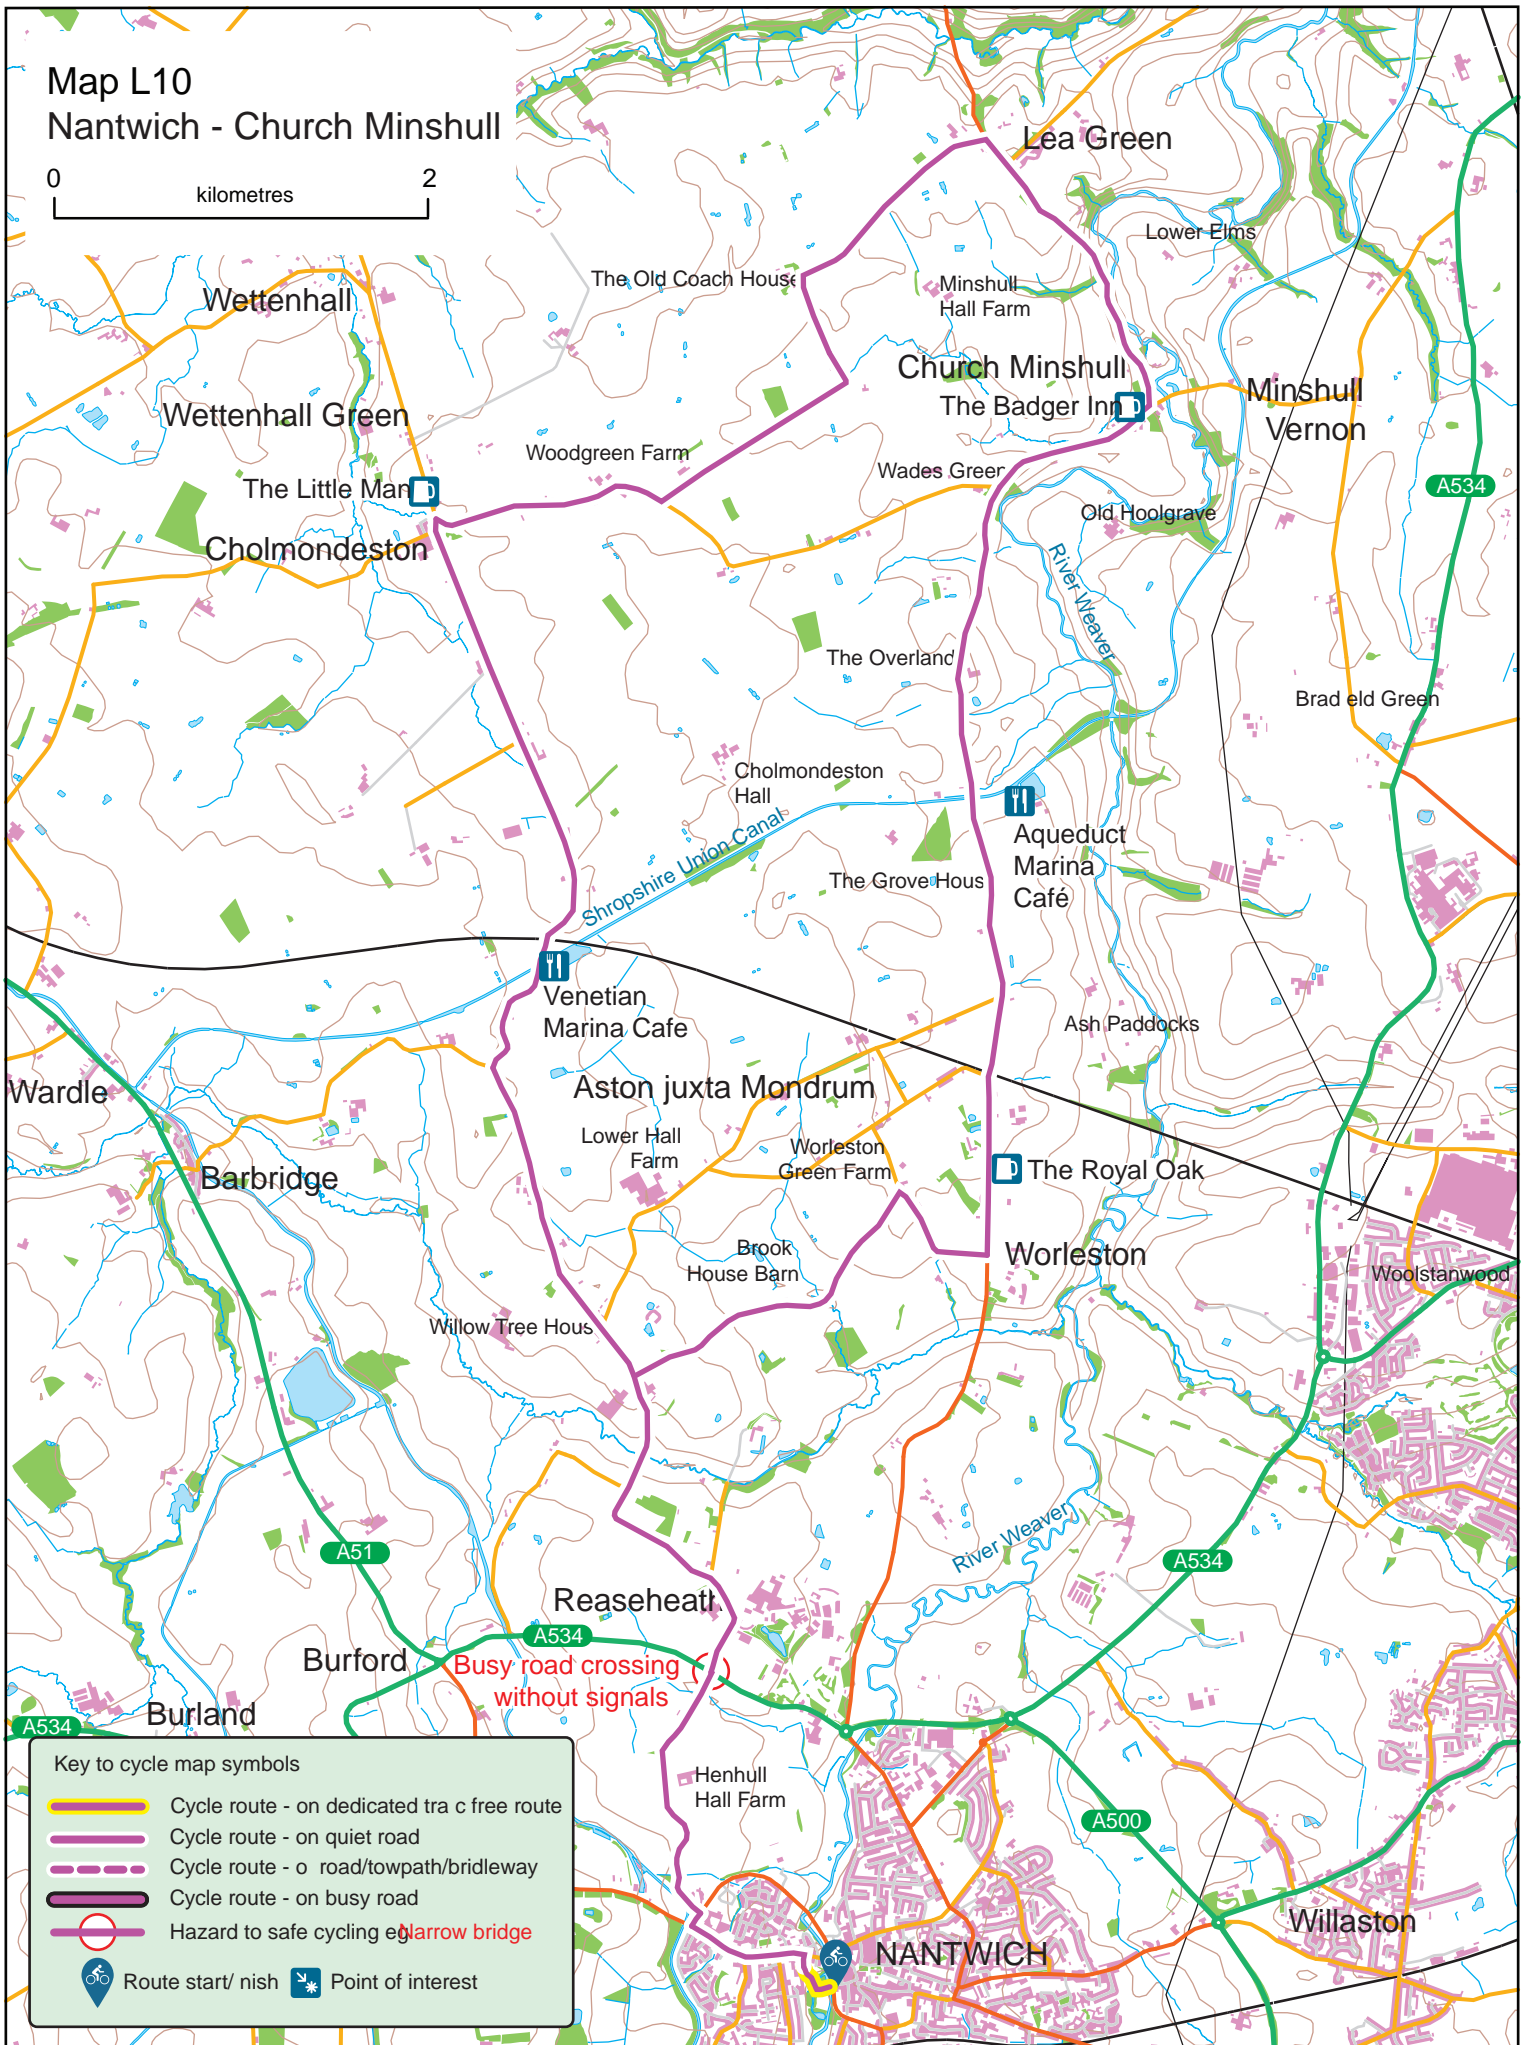 Map L10
Nantwich - Church Minshull
0
2
kilometres
Lea Green
Lower Elms
The Old Coach House
Minshull
Hall Farm
Wettenhall
Church Minshull
The Badger Inn
Minshull
Vernon
Wettenhall Green
Woodgreen Farm
Wades Green
The Little Man
A534
Old Hoolgrave
Cholmondeston
River Weaver
The Overland
Brad eld Green
Cholmondeston
Hall
Shropshire Union Canal
Aqueduct
Marina
Café
The Grove Hous
Venetian
Marina Cafe
Ash Paddocks
Wardle
Aston juxta Mondrum
Lower Hall
Farm
Worleston
Green Farm
Barbridge
The Royal Oak
Brook
House Barn
Worleston
Woolstanwood
Willow Tree Hous
River Weaver
A51
A534
Reaseheath
A534
Burford
Busy road crossing
without signals
Burland
A534
Henhull
Hall Farm
A500
Willaston
NANTWICH
Key to cycle map symbols
Cycle route - on dedicated tra c free route
Cycle route - on quiet road
Cycle route - o road/towpath/bridleway
Cycle route - on busy road
Hazard to safe cycling eg Narrow bridge
Route start/ nish
Point of interest